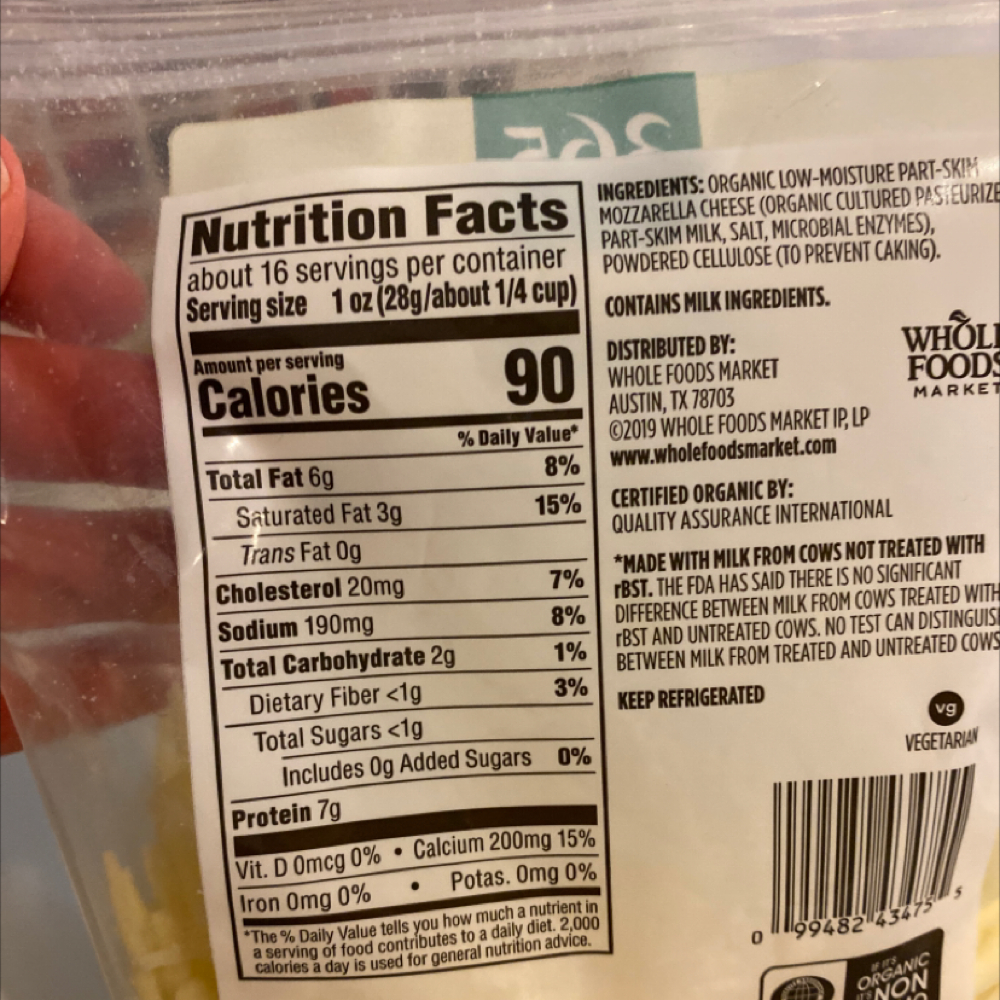 365
Nutrition Facts
about 16 servings per container
Serving size 1 oz (28g/about 1/4 cup)
Amount per serving
Calories 90
% Daily Value*
Total Fat 6g 8%
Saturated Fat 3g 15%
Trans Fat 0g
Cholesterol 20mg 7%
Sodium 190mg 8%
Total Carbohydrate 2g 1%
Dietary Fiber <1g 3%
Total Sugars <1g
Includes 0g Added Sugars 0%
Protein 7g
Vit. D 0mcg 0% • Calcium 200mg 15%
Iron 0mg 0% • Potas. 0mg 0%
*The % Daily Value tells you how much a nutrient in
a serving of food contributes to a daily diet. 2,000
calories a day is used for general nutrition advice.
INGREDIENTS: ORGANIC LOW-MOISTURE PART-SKIM
MOZZARELLA CHEESE (ORGANIC CULTURED PASTEURIZE
PART-SKIM MILK, SALT, MICROBIAL ENZYMES),
POWDERED CELLULOSE (TO PREVENT CAKING).
CONTAINS MILK INGREDIENTS.
DISTRIBUTED BY:
WHOLE FOODS MARKET
AUSTIN, TX 78703
©2019 WHOLE FOODS MARKET IP, LP
www.wholefoodsmarket.com
WHOLE
FOODS
MARKET
CERTIFIED ORGANIC BY:
QUALITY ASSURANCE INTERNATIONAL
*MADE WITH MILK FROM COWS NOT TREATED WITH
rBST. THE FDA HAS SAID THERE IS NO SIGNIFICANT
DIFFERENCE BETWEEN MILK FROM COWS TREATED WITH
rBST AND UNTREATED COWS. NO TEST CAN DISTINGUISH
BETWEEN MILK FROM TREATED AND UNTREATED COWS
KEEP REFRIGERATED
vg
VEGETARIAN
0 99482 43475 5
IF IT'S
ORGANIC
IT'S NON